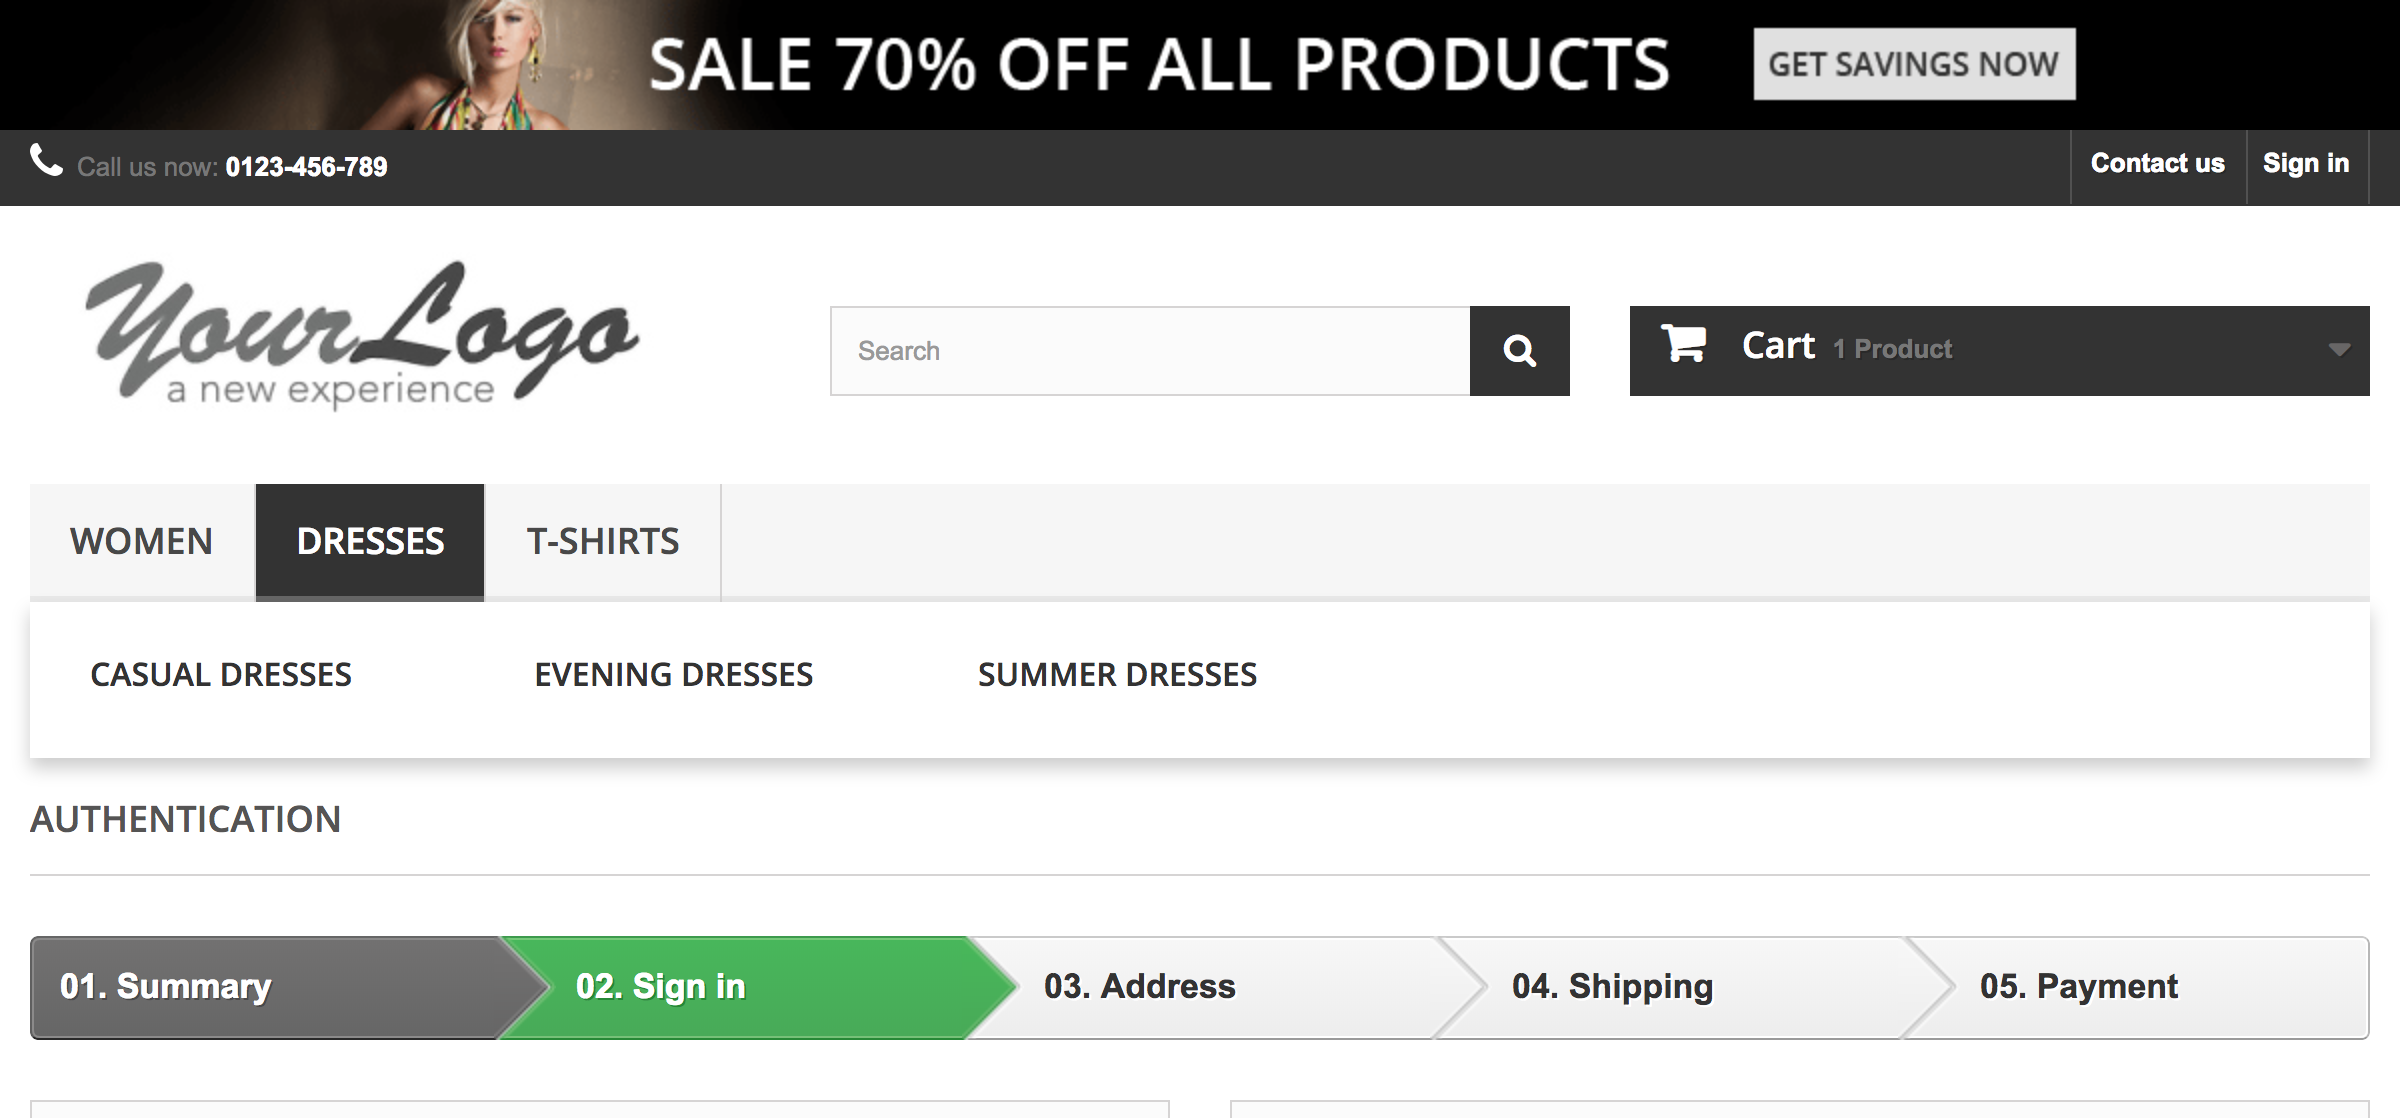 SALE 70% OFF ALL PRODUCTS GET SAVINGS NOW
Call us now: 0123-456-789 Contact us Sign in
YourLogo
a new experience
Search Cart 1 Product
WOMEN DRESSES T-SHIRTS
CASUAL DRESSES EVENING DRESSES SUMMER DRESSES
AUTHENTICATION
01. Summary 02. Sign in 03. Address 04. Shipping 05. Payment